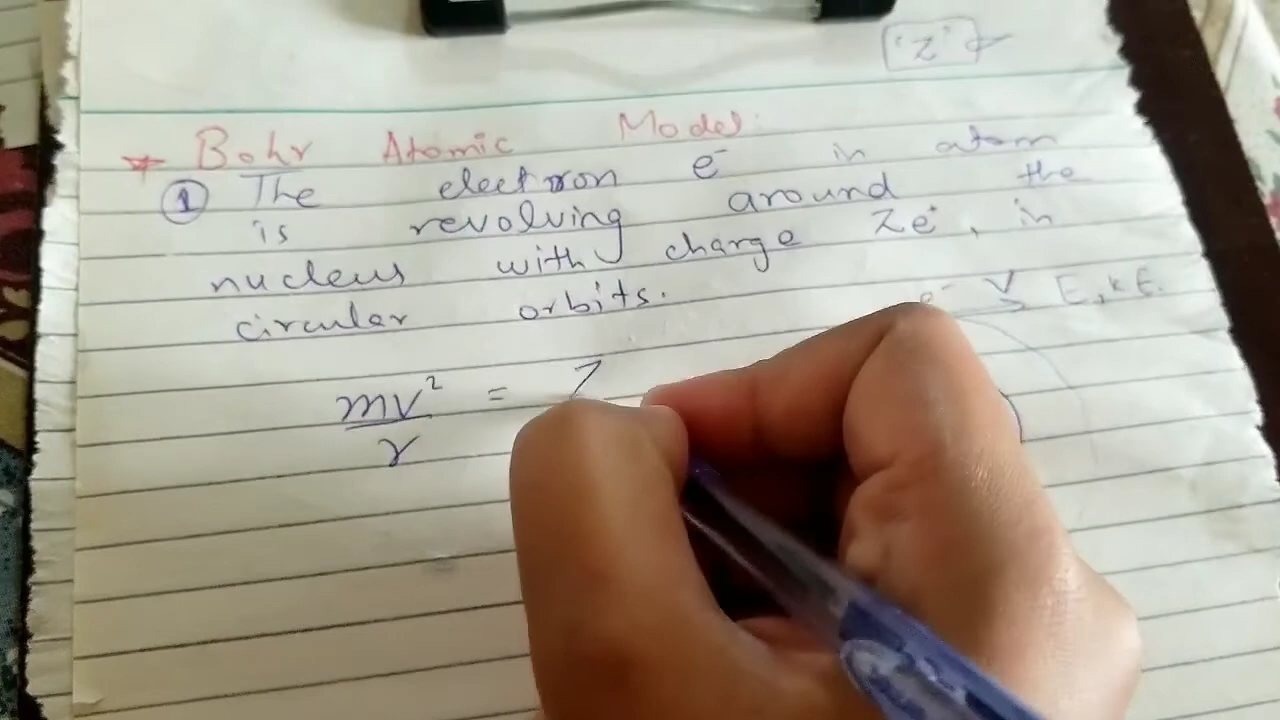 "Z"
* Bohr Atomic Model:
① The electron e⁻ in atom
is revolving around the
nucleus with charge Ze⁺, in
circular orbits.
e⁻ V E, K.E.
mv² = Z
r